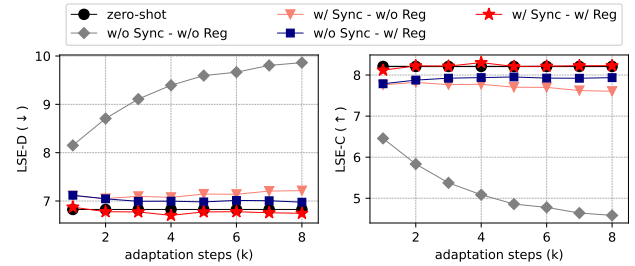 zero-shot
w/o Sync - w/o Reg
w/ Sync - w/o Reg
w/o Sync - w/ Reg
w/ Sync - w/ Reg
LSE-D (↓)
10
9
8
7
2
4
6
8
adaptation steps (k)
LSE-C (↑)
8
7
6
5
2
4
6
8
adaptation steps (k)